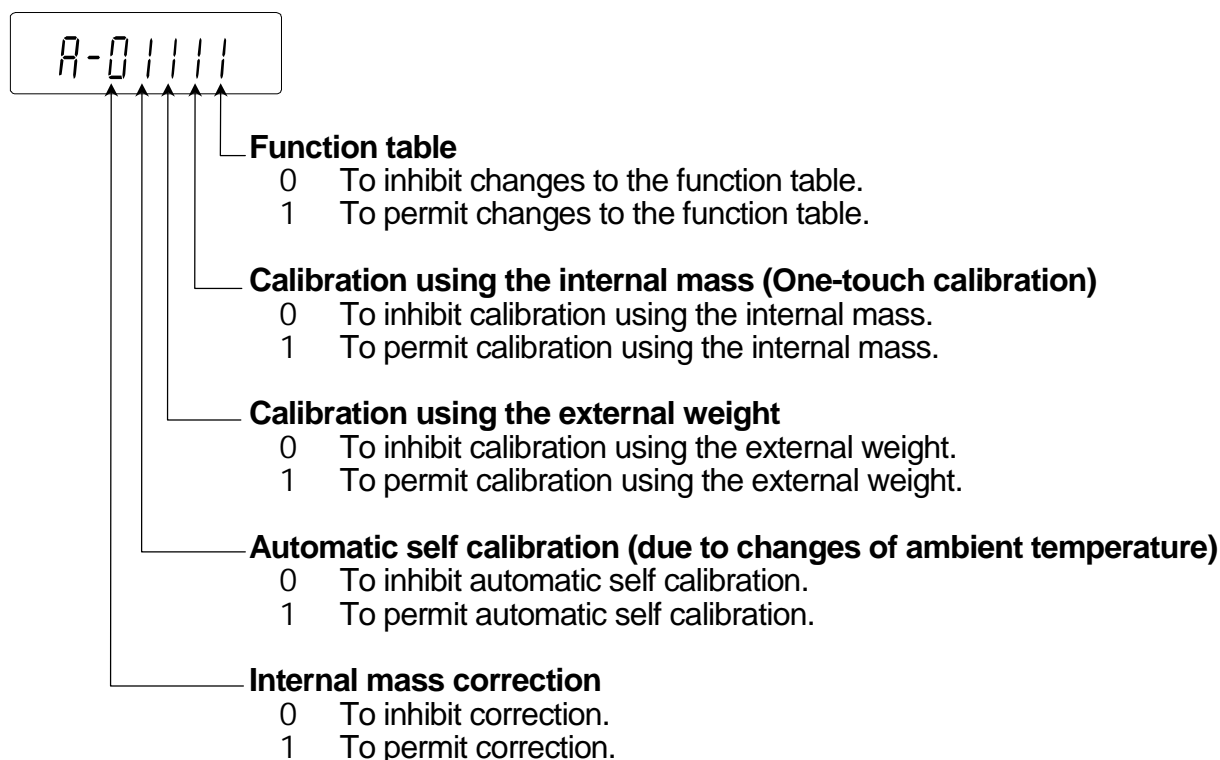 A-01111
Function table
0 To inhibit changes to the function table.
1 To permit changes to the function table.
Calibration using the internal mass (One-touch calibration)
0 To inhibit calibration using the internal mass.
1 To permit calibration using the internal mass.
Calibration using the external weight
0 To inhibit calibration using the external weight.
1 To permit calibration using the external weight.
Automatic self calibration (due to changes of ambient temperature)
0 To inhibit automatic self calibration.
1 To permit automatic self calibration.
Internal mass correction
0 To inhibit correction.
1 To permit correction.